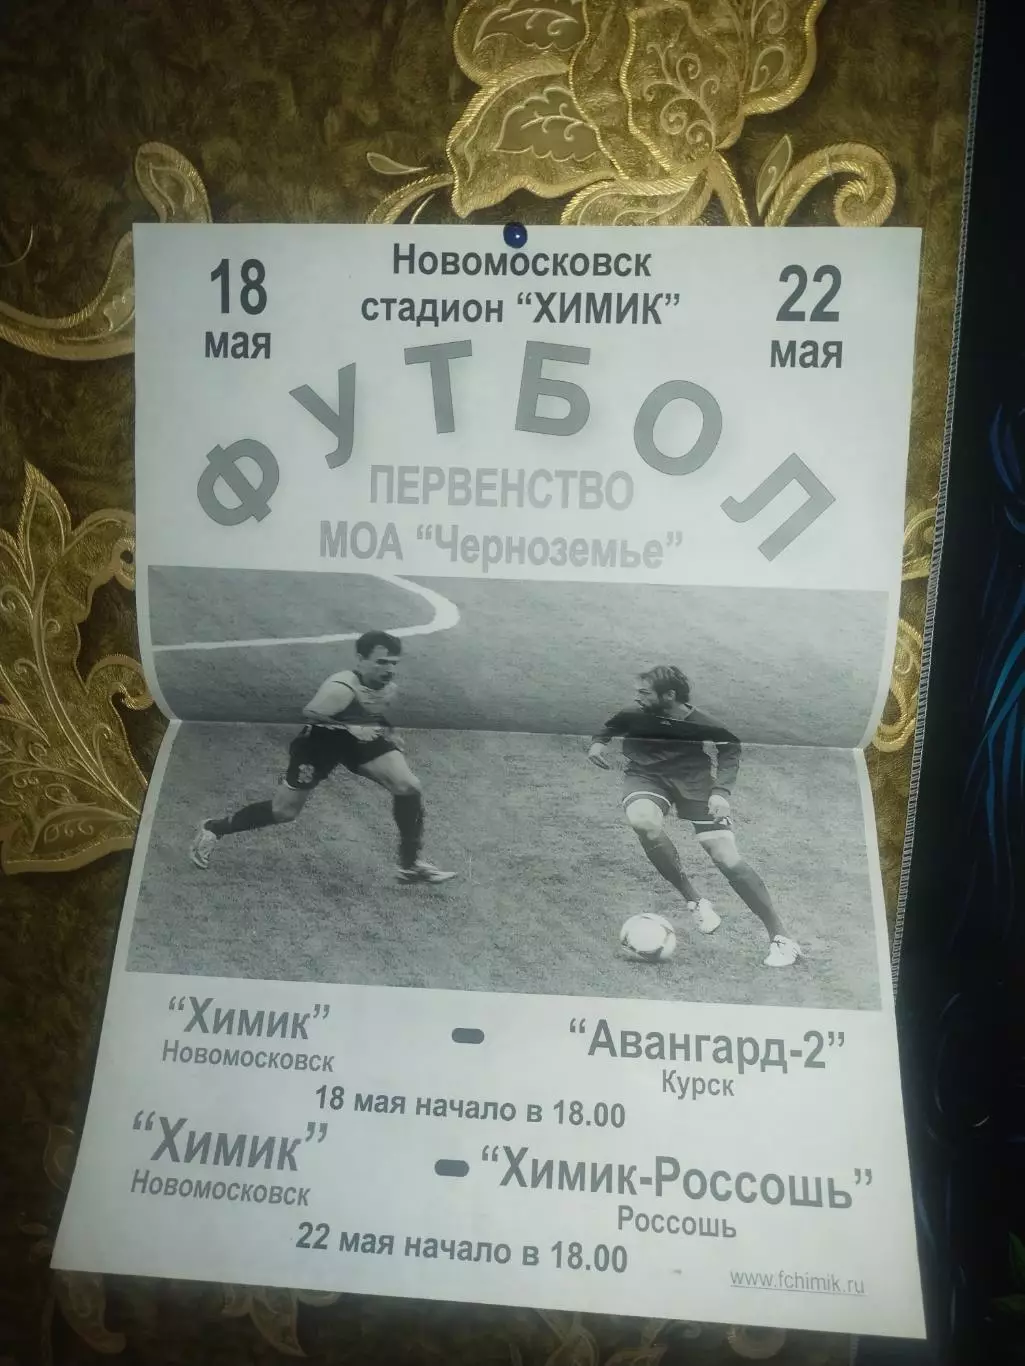 Новомосковск
стадион “ХИМИК”
18
мая
22
мая
ФУТБОЛ
ПЕРВЕНСТВО
МОА “Черноземье”
“Химик”
Новомосковск
-
“Авангард-2”
Курск
18 мая начало в 18.00
“Химик”
Новомосковск
-
“Химик-Россошь”
Россошь
22 мая начало в 18.00
www.fchimik.ru